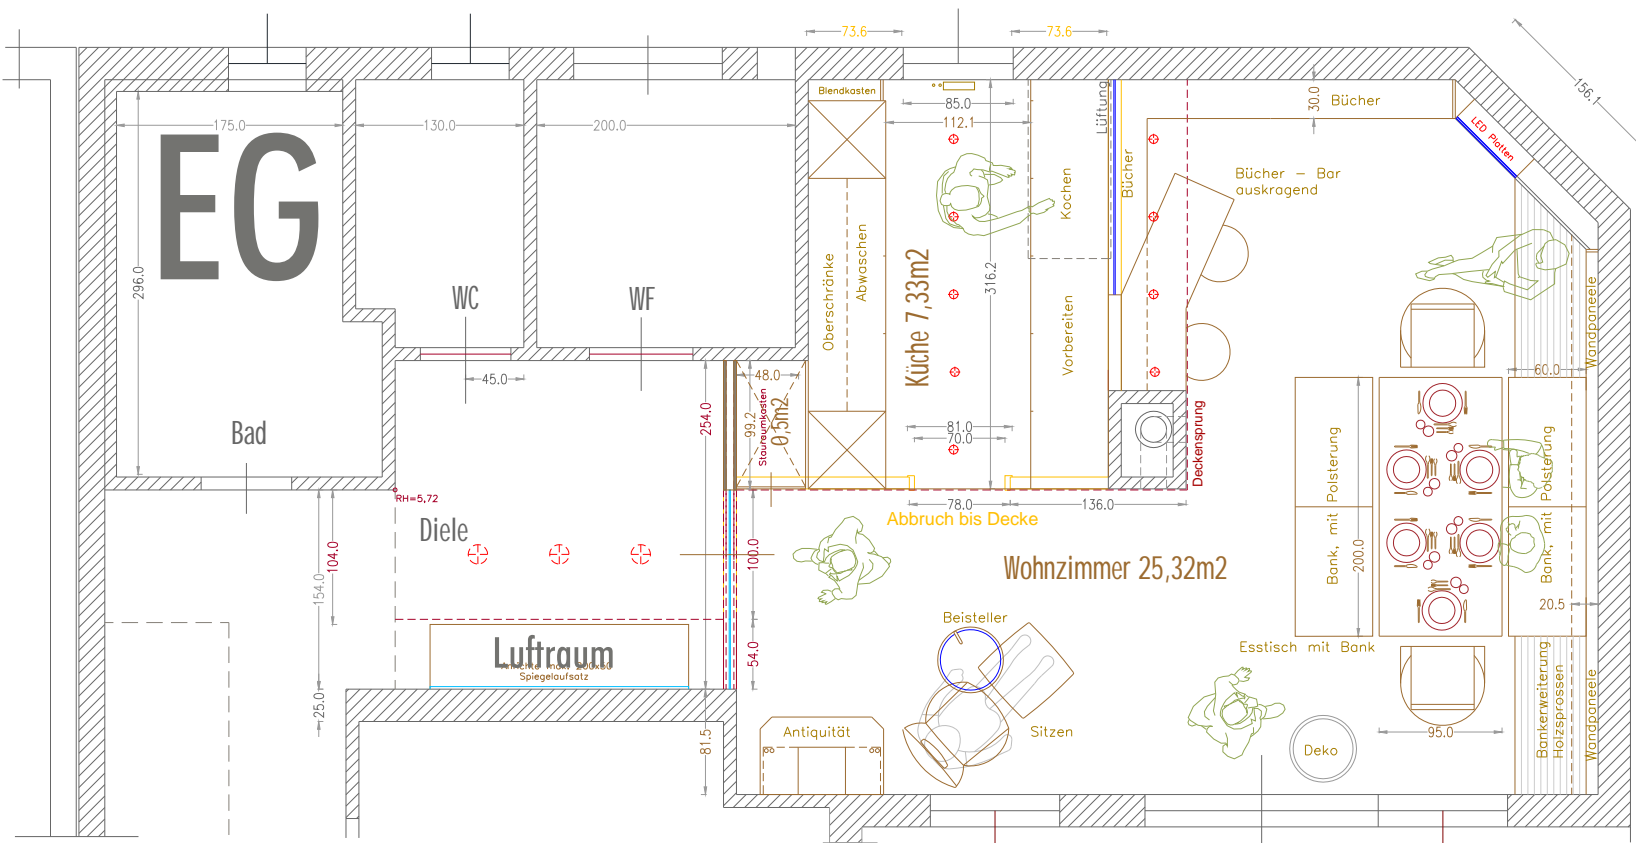 73.6
73.6
156.1
Blendkasten
85.0
112.1
Lüftung
30.0
Bücher
LED Platten
175.0
130.0
200.0
EG
296.0
Kochen
Bücher
Bücher – Bar
auskragend
Oberschränke
Abwaschen
Küche 7,33m2
316.2
Vorbereiten
Wandpaneele
WC
WF
45.0
48.0
99.2
Stauraumkasten
0,5m2
254.0
81.0
70.0
60.0
Deckensprung
Bad
RH=5,72
Diele
104.0
154.0
25.0
100.0
54.0
81.5
78.0
136.0
Abbruch bis Decke
Wohnzimmer 25,32m2
Bank, mit Polsterung
200.0
Bank, mit Polsterung
20.5
Luftraum
Anrichte max. 200x60
Spiegelaufsatz
Beisteller
Esstisch mit Bank
Antiquität
Sitzen
Deko
95.0
Bankerweiterung
Holzsprossen
Wandpaneele